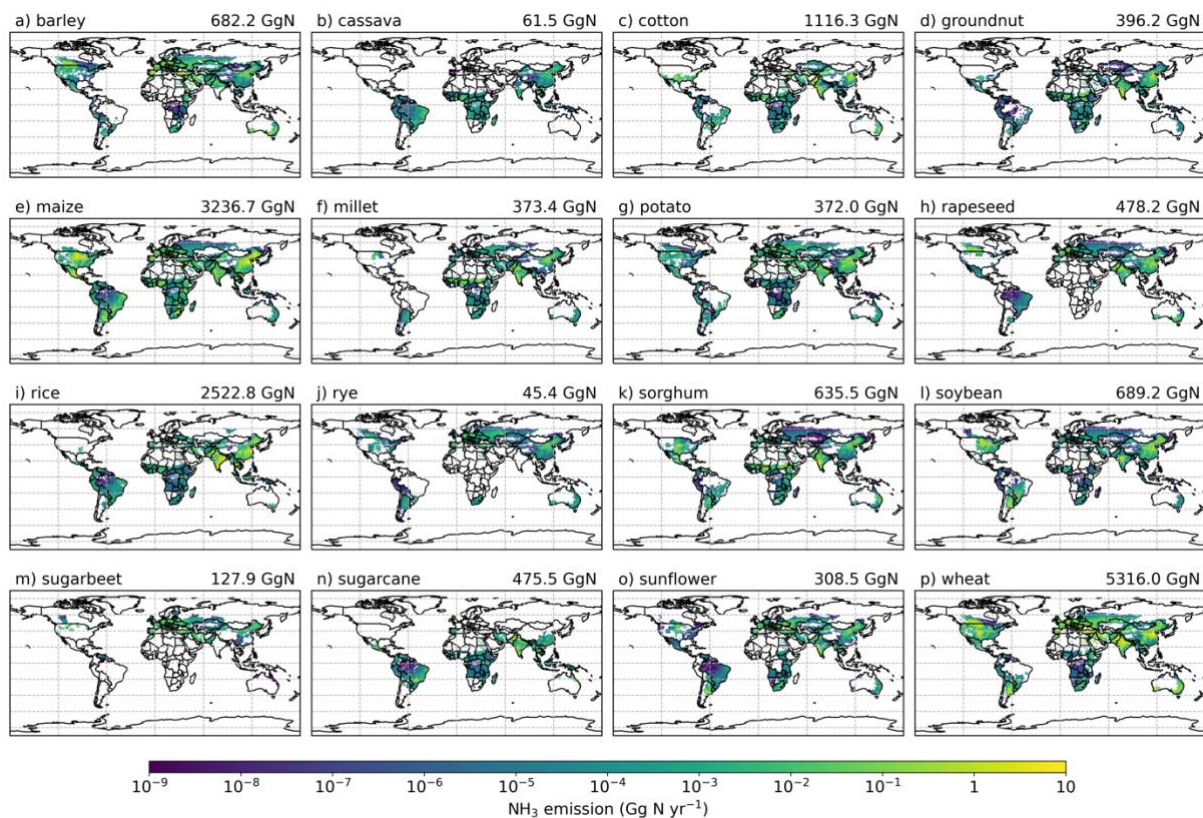 a) barley 682.2 GgN b) cassava 61.5 GgN c) cotton 1116.3 GgN d) groundnut 396.2 GgN
e) maize 3236.7 GgN f) millet 373.4 GgN g) potato 372.0 GgN h) rapeseed 478.2 GgN
i) rice 2522.8 GgN j) rye 45.4 GgN k) sorghum 635.5 GgN l) soybean 689.2 GgN
m) sugarbeet 127.9 GgN n) sugarcane 475.5 GgN o) sunflower 308.5 GgN p) wheat 5316.0 GgN
10⁻⁹ 10⁻⁸ 10⁻⁷ 10⁻⁶ 10⁻⁵ 10⁻⁴ 10⁻³ 10⁻² 10⁻¹ 1 10
NH₃ emission (Gg N yr⁻¹)